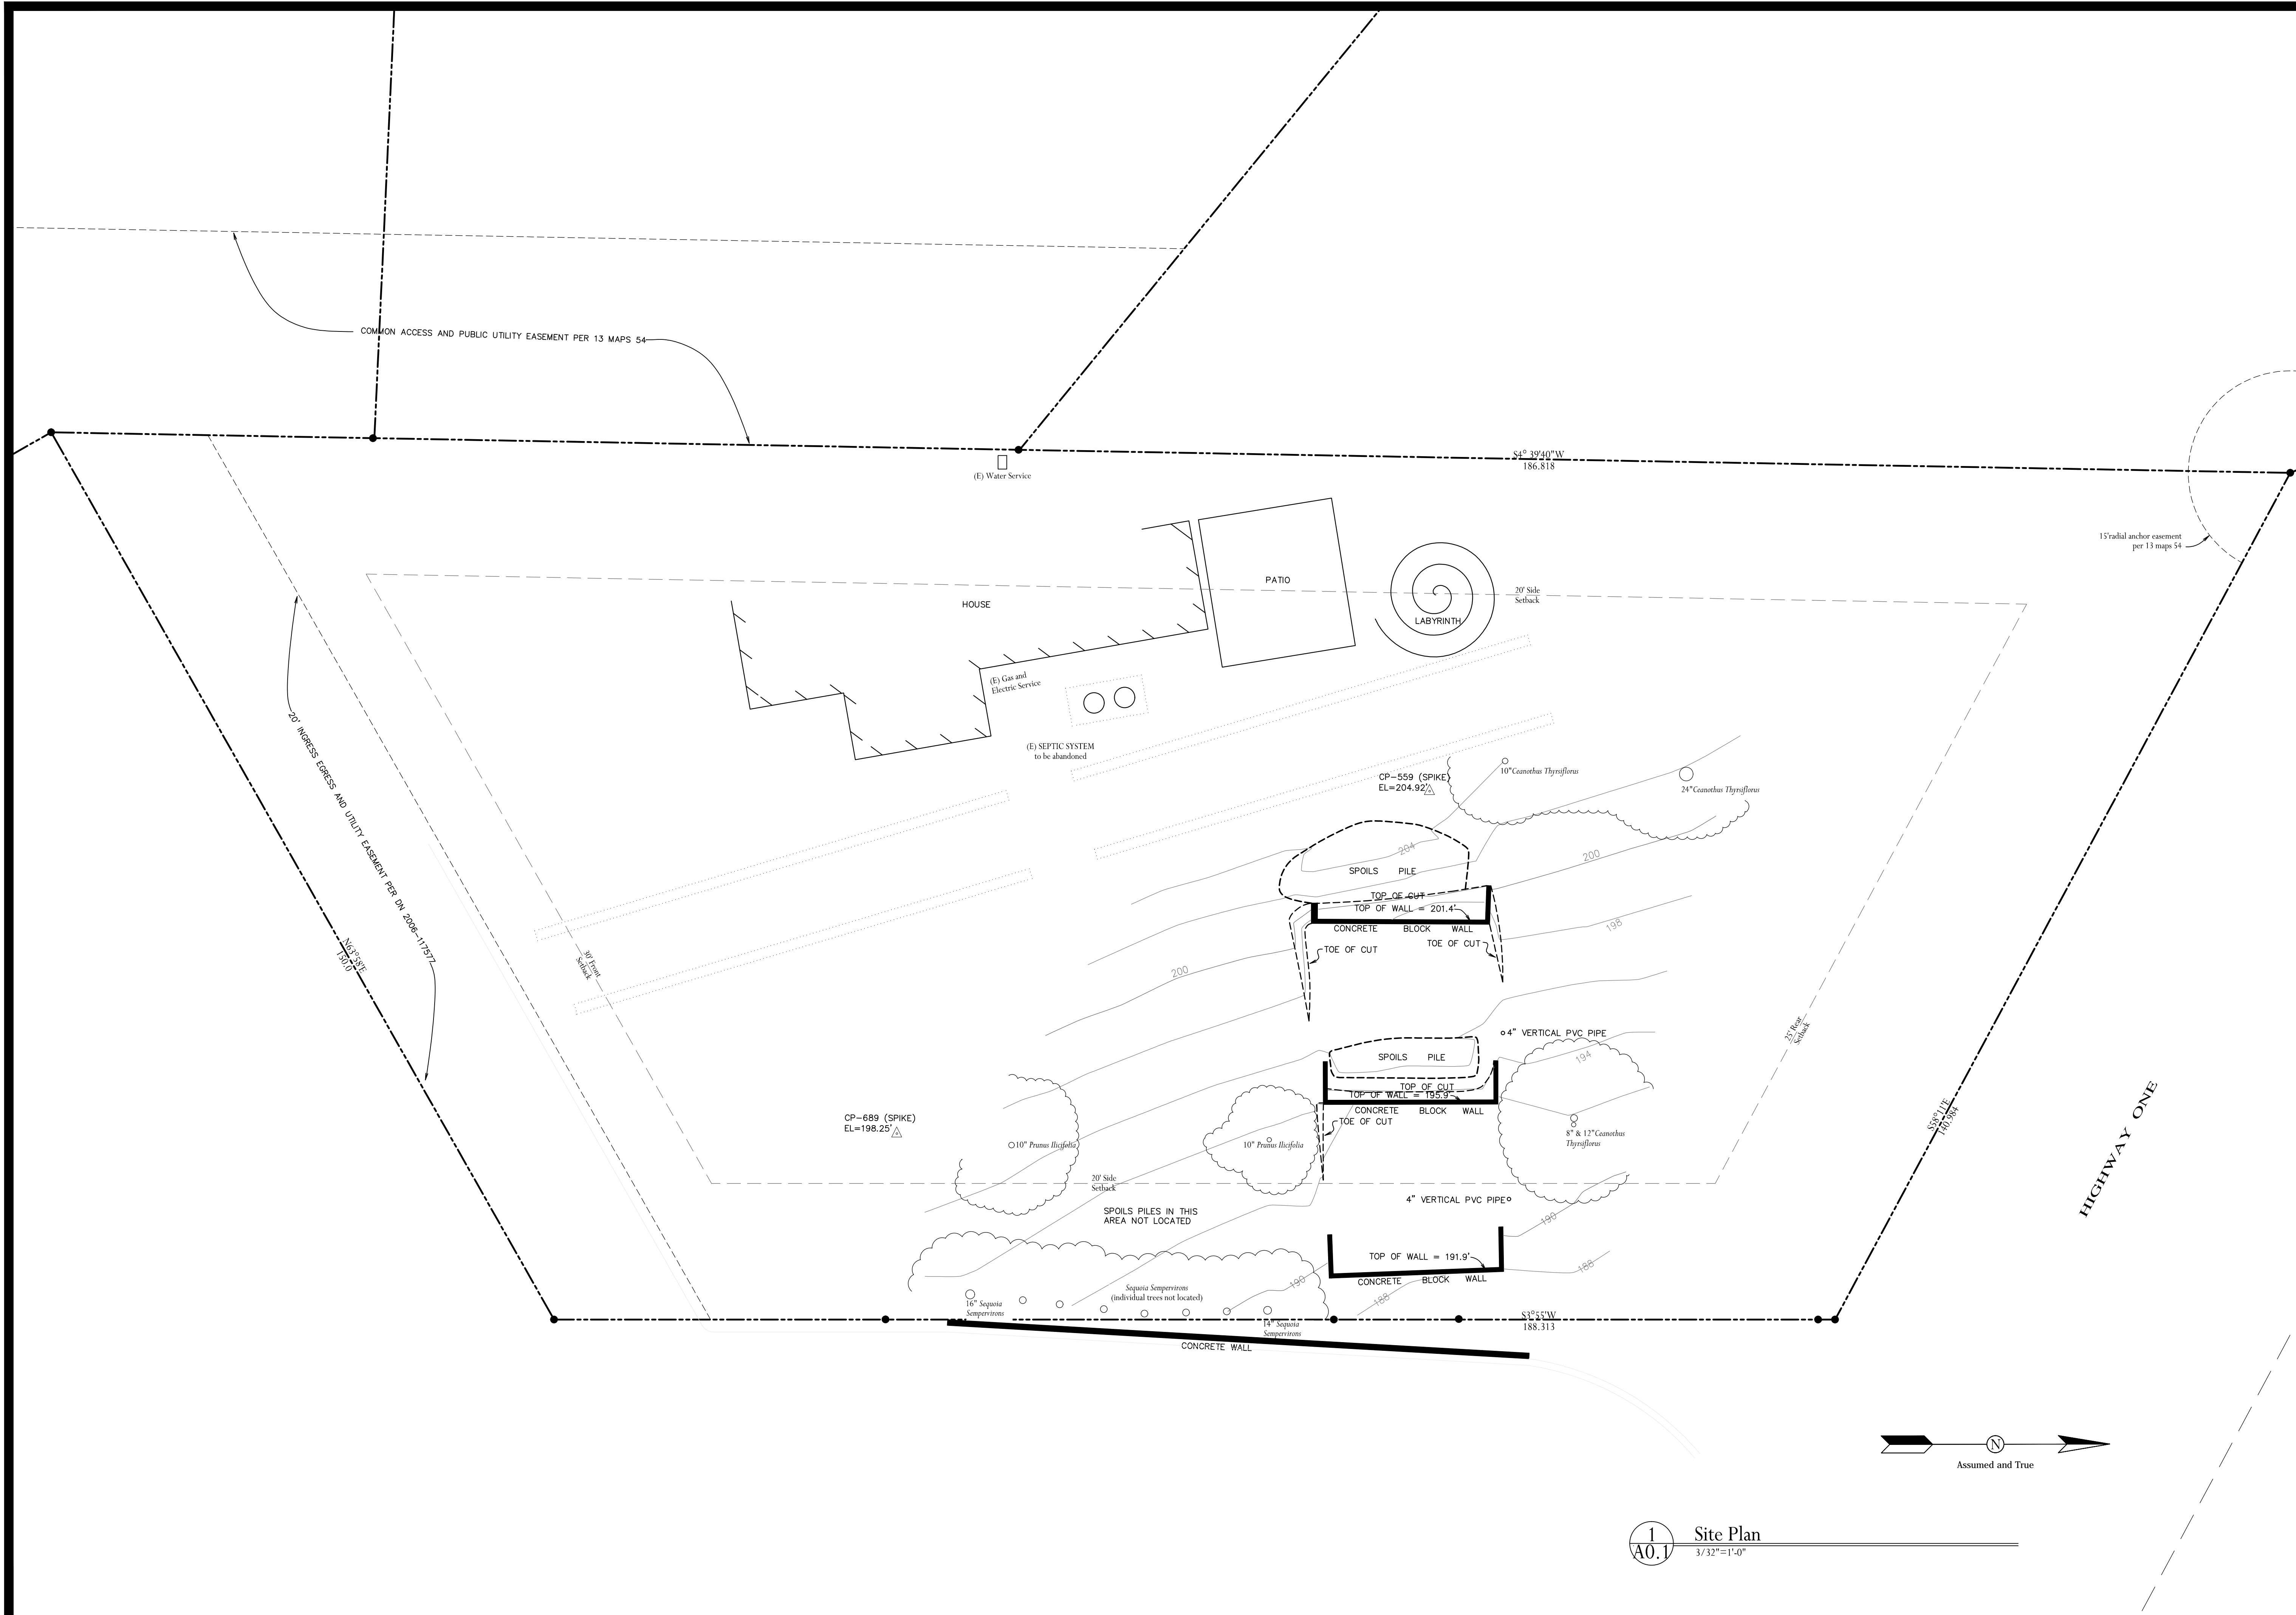 COMMON ACCESS AND PUBLIC UTILITY EASEMENT PER 13 MAPS 54
(E) Water Service
S4° 39'40"W
186.818
15'radial anchor easement
per 13 maps 54
PATIO
HOUSE
20' Side
Setback
LABYRINTH
(E) Gas and
Electric Service
(E) SEPTIC SYSTEM
to be abandoned
20' INGRESS EGRESS AND UTILITY EASEMENT PER DN 2006-117577
N63°58'E
150.0
30' Front
Setback
CP-559 (SPIKE)
EL=204.92'
10"Ceanothus Thyrsiflorus
24"Ceanothus Thyrsiflorus
204
200
SPOILS PILE
TOP OF CUT
TOP OF WALL = 201.4'
CONCRETE BLOCK WALL
198
TOE OF CUT
TOE OF CUT
200
4" VERTICAL PVC PIPE
25' Rear
Setback
SPOILS PILE
194
TOP OF CUT
TOP OF WALL = 195.9'
CONCRETE BLOCK WALL
TOE OF CUT
CP-689 (SPIKE)
EL=198.25'
10" Prunus Ilicifolia
10" Prunus Ilicifolia
8" & 12"Ceanothus
Thyrsiflorus
S58°11'E
140.984
HIGHWAY ONE
20' Side
Setback
4" VERTICAL PVC PIPE
SPOILS PILES IN THIS
AREA NOT LOCATED
190
TOP OF WALL = 191.9'
188
CONCRETE BLOCK WALL
190
188
Sequoia Sempervirons
(individual trees not located)
16" Sequoia
Sempervirons
14" Sequoia
Sempervirons
S3°55'W
188.313
CONCRETE WALL
N
Assumed and True
1
A0.1
Site Plan
3/32"=1'-0"